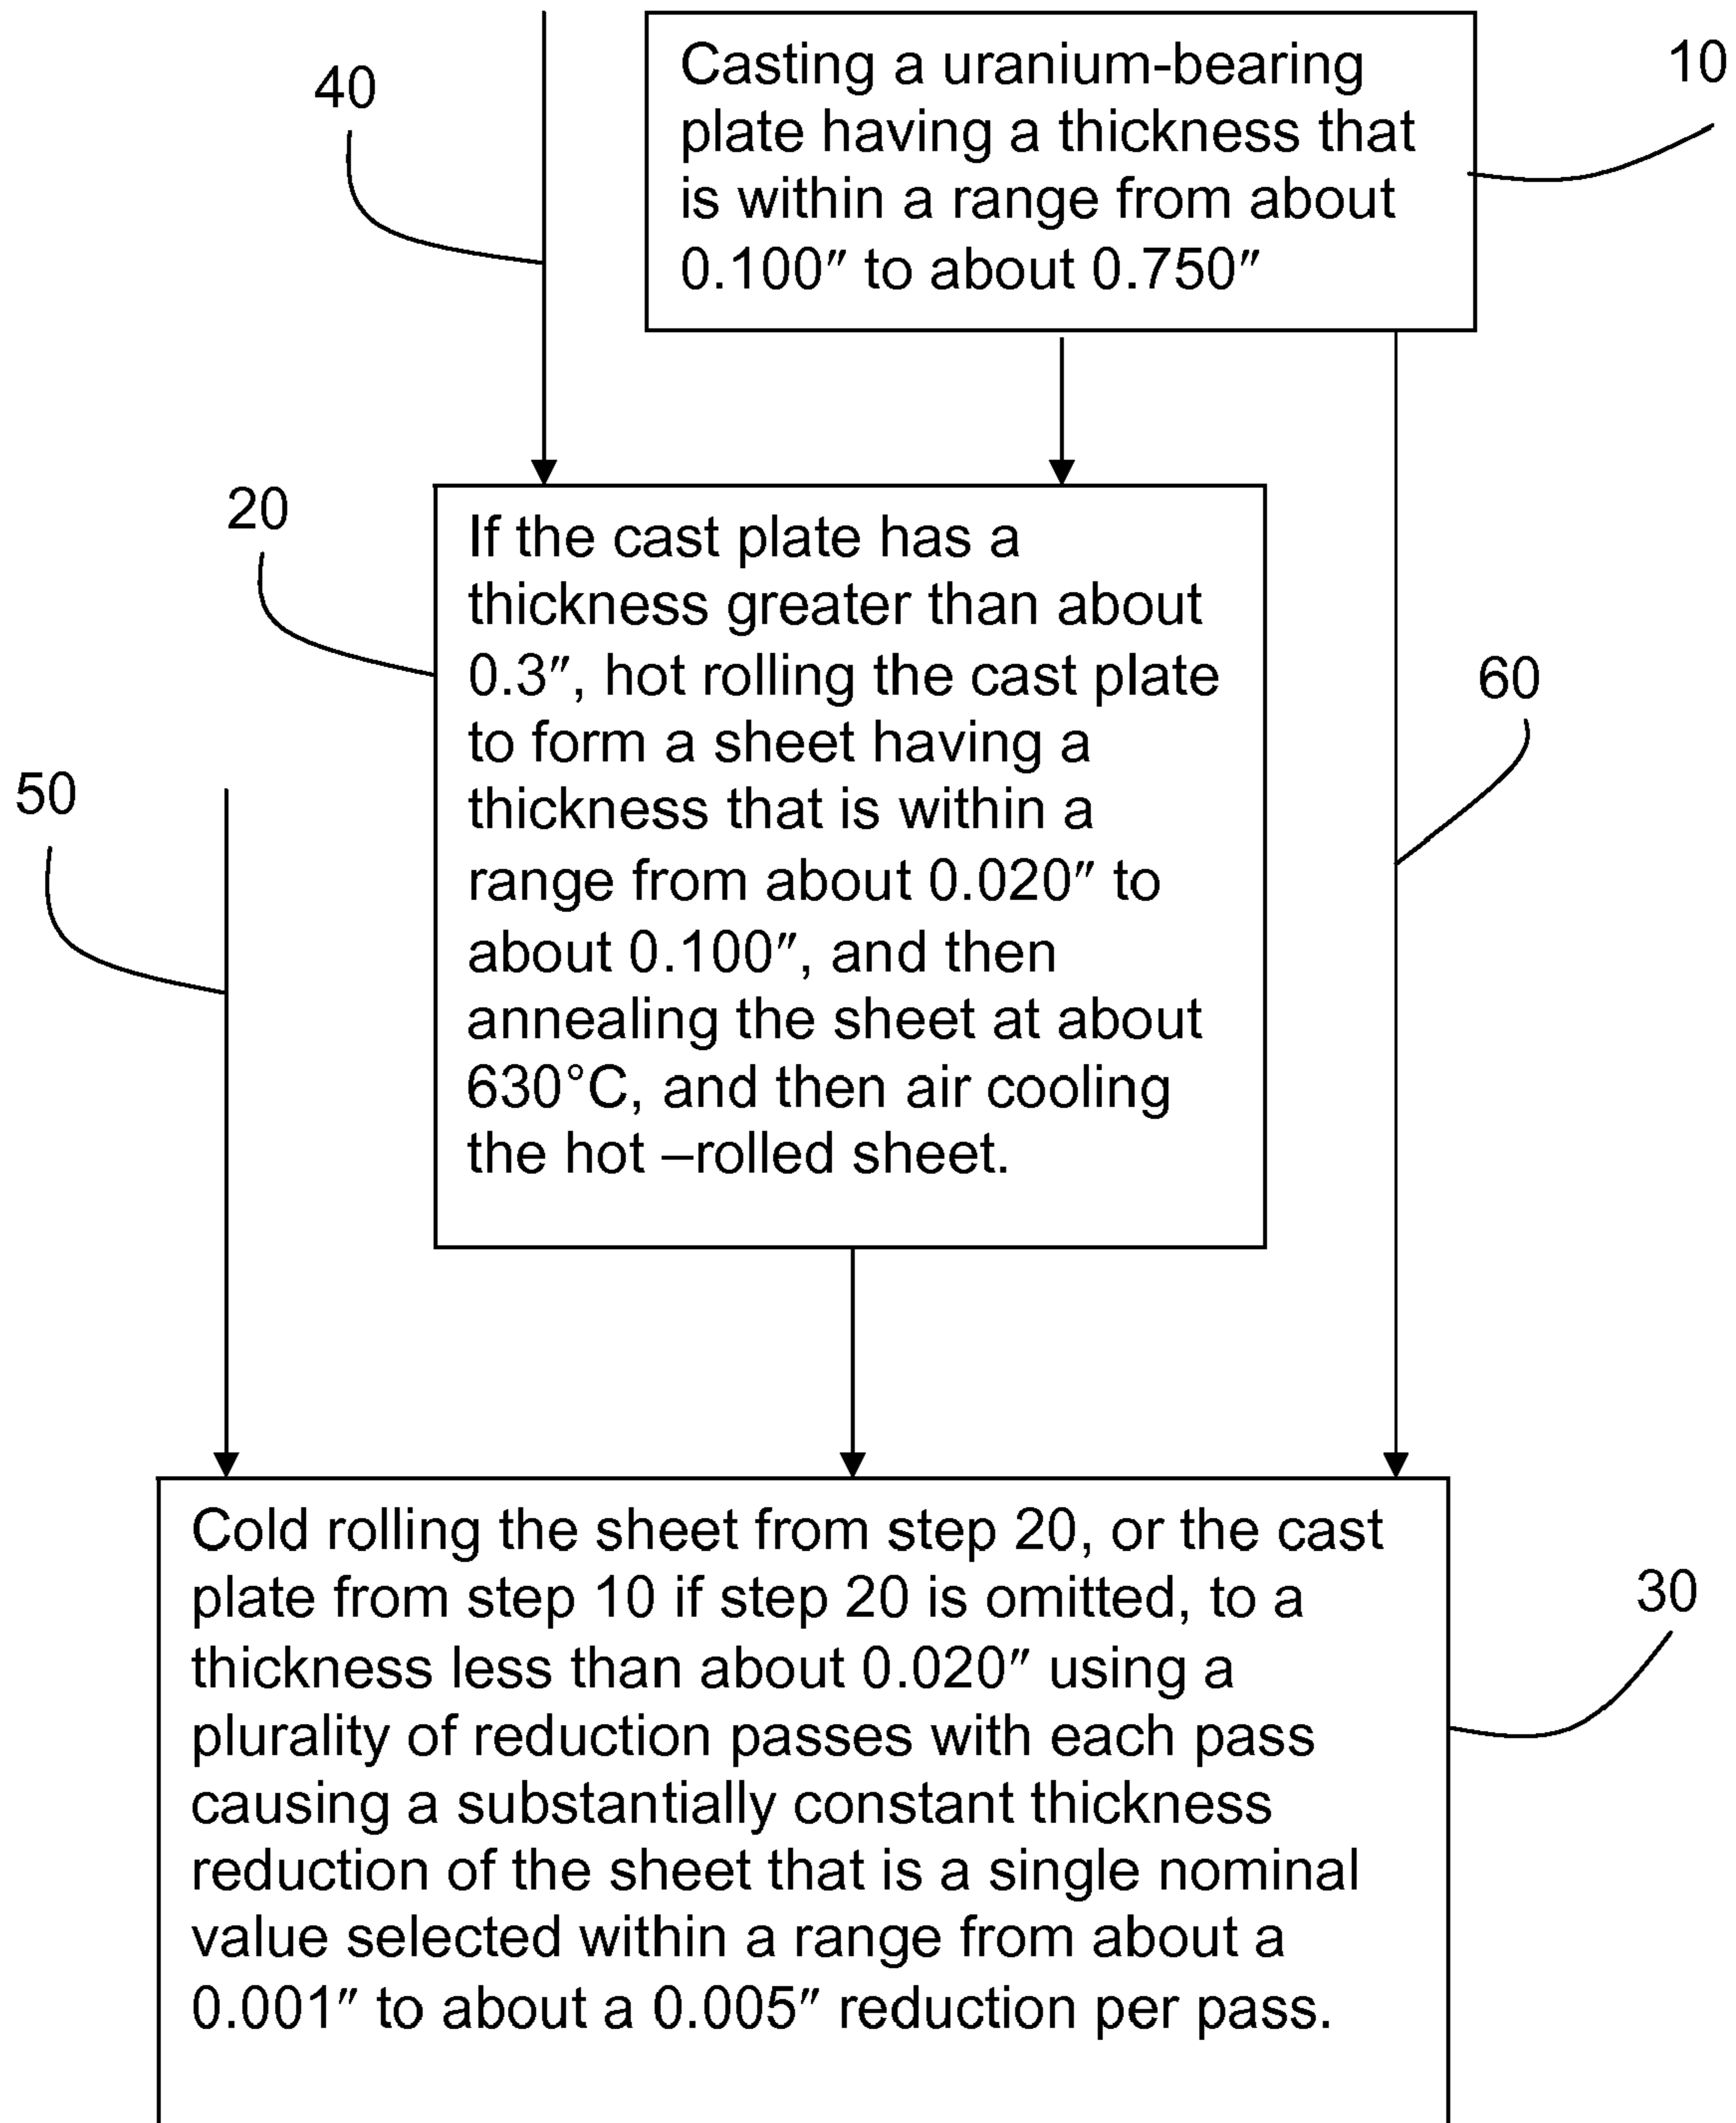 40
Casting a uranium-bearing
plate having a thickness that
is within a range from about
0.100″ to about 0.750″
10
20
If the cast plate has a
thickness greater than about
0.3″, hot rolling the cast plate
to form a sheet having a
thickness that is within a
range from about 0.020″ to
about 0.100″, and then
annealing the sheet at about
630°C, and then air cooling
the hot –rolled sheet.
60
50
Cold rolling the sheet from step 20, or the cast
plate from step 10 if step 20 is omitted, to a
thickness less than about 0.020″ using a
plurality of reduction passes with each pass
causing a substantially constant thickness
reduction of the sheet that is a single nominal
value selected within a range from about a
0.001″ to about a 0.005″ reduction per pass.
30